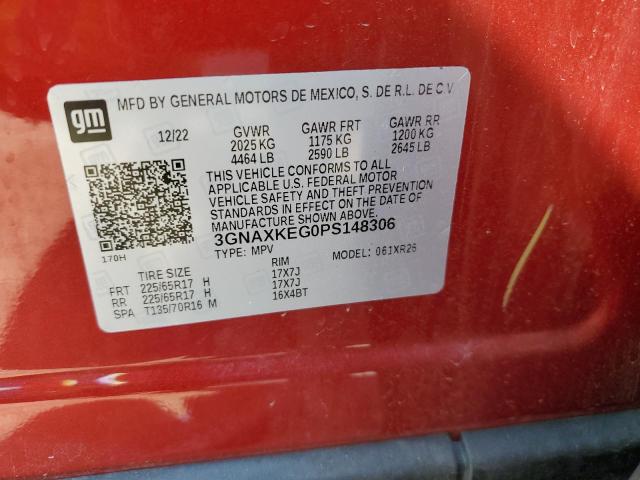 gm
MFD BY GENERAL MOTORS DE MEXICO, S. DE R.L. DE C.V
12/22 GVWR GAWR FRT GAWR RR
2025 KG 1175 KG 1200 KG
4464 LB 2590 LB 2645 LB
THIS VEHICLE CONFORMS TO ALL
APPLICABLE U.S. FEDERAL MOTOR
VEHICLE SAFETY AND THEFT PREVENTION
STANDARDS IN EFFECT ON THE DATE OF
MANUFACTURE SHOWN ABOVE.
3GNAXKEG0PS148306
170H
TYPE: MPV MODEL: 061XR26
TIRE SIZE RIM
FRT 225/65R17 H 17X7J
RR 225/65R17 H 17X7J
SPA T135/70R16 M 16X4BT